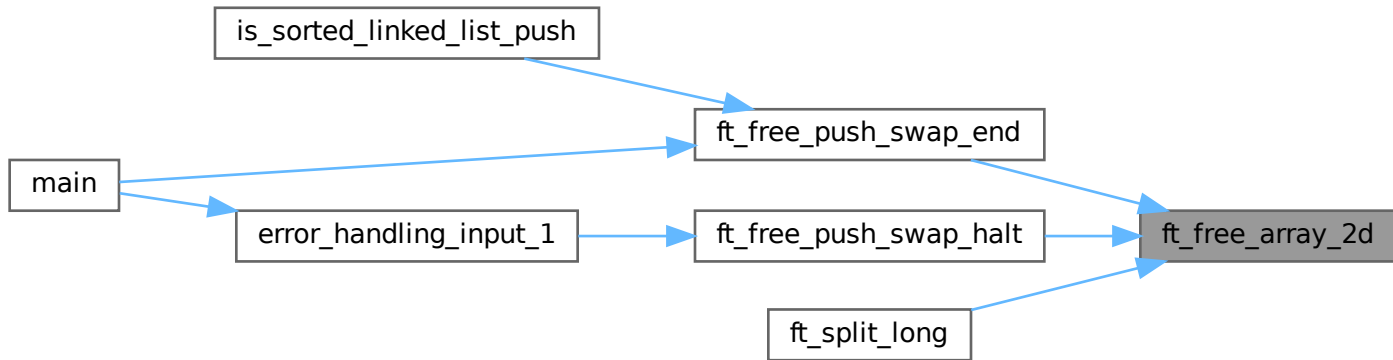 is_sorted_linked_list_push
ft_free_push_swap_end
main
ft_free_array_2d
error_handling_input_1
ft_free_push_swap_halt
ft_split_long